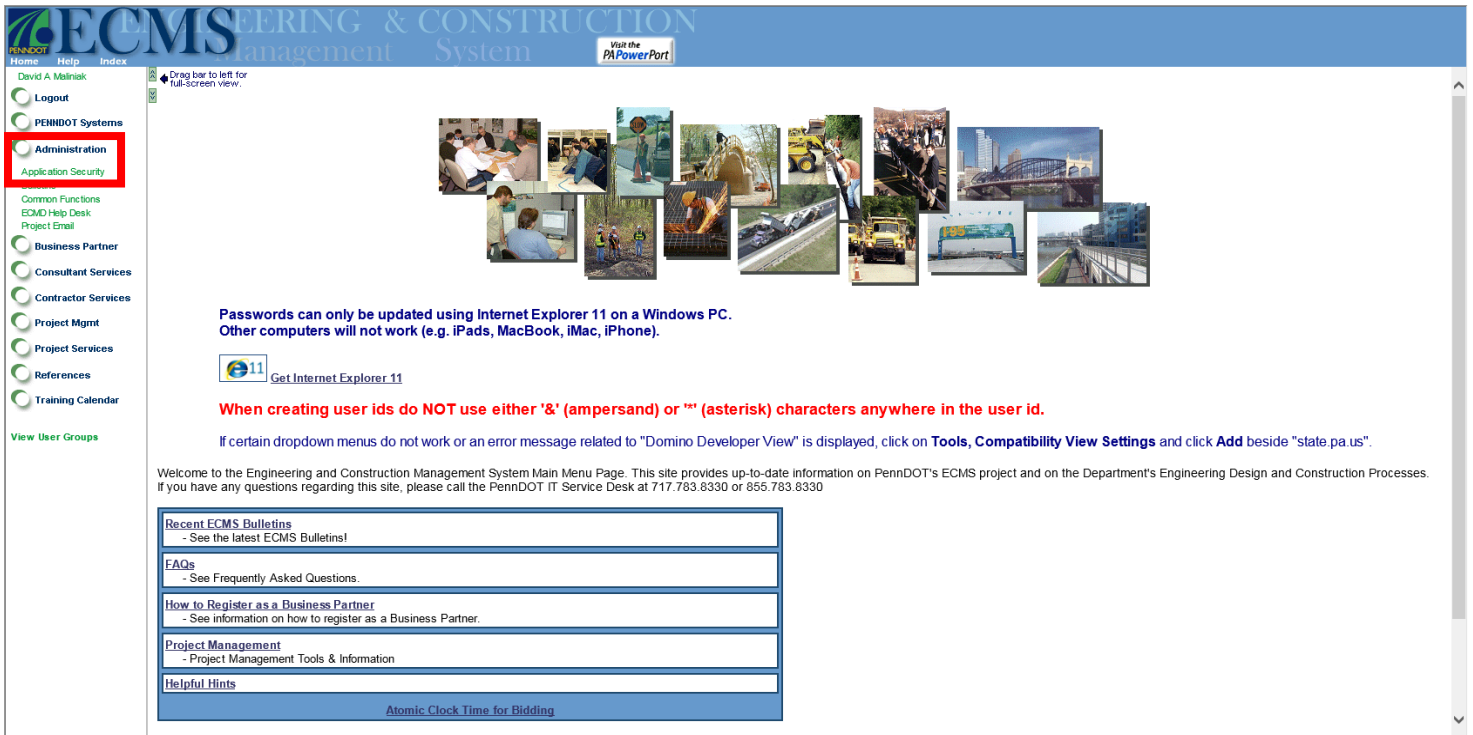 ENGINEERING & CONSTRUCTION
ECMS
Management System
PENNDOT
Visit the
PAPowerPort
Home Help Index
David A Maliniak
Drag bar to left for
full-screen view.
Logout
PENNDOT Systems
Administration
Application Security
Common Functions
ECMD Help Desk
Project Email
Business Partner
Consultant Services
Contractor Services
Project Mgmt
Project Services
References
Training Calendar
View User Groups
Passwords can only be updated using Internet Explorer 11 on a Windows PC.
Other computers will not work (e.g. iPads, MacBook, iMac, iPhone).
11
Get Internet Explorer 11
When creating user ids do NOT use either '&' (ampersand) or '*' (asterisk) characters anywhere in the user id.
If certain dropdown menus do not work or an error message related to "Domino Developer View" is displayed, click on Tools, Compatibility View Settings and click Add beside "state.pa.us".
Welcome to the Engineering and Construction Management System Main Menu Page. This site provides up-to-date information on PennDOT's ECMS project and on the Department's Engineering Design and Construction Processes.
If you have any questions regarding this site, please call the PennDOT IT Service Desk at 717.783.8330 or 855.783.8330
Recent ECMS Bulletins
- See the latest ECMS Bulletins!
FAQs
- See Frequently Asked Questions.
How to Register as a Business Partner
- See information on how to register as a Business Partner.
Project Management
- Project Management Tools & Information
Helpful Hints
Atomic Clock Time for Bidding